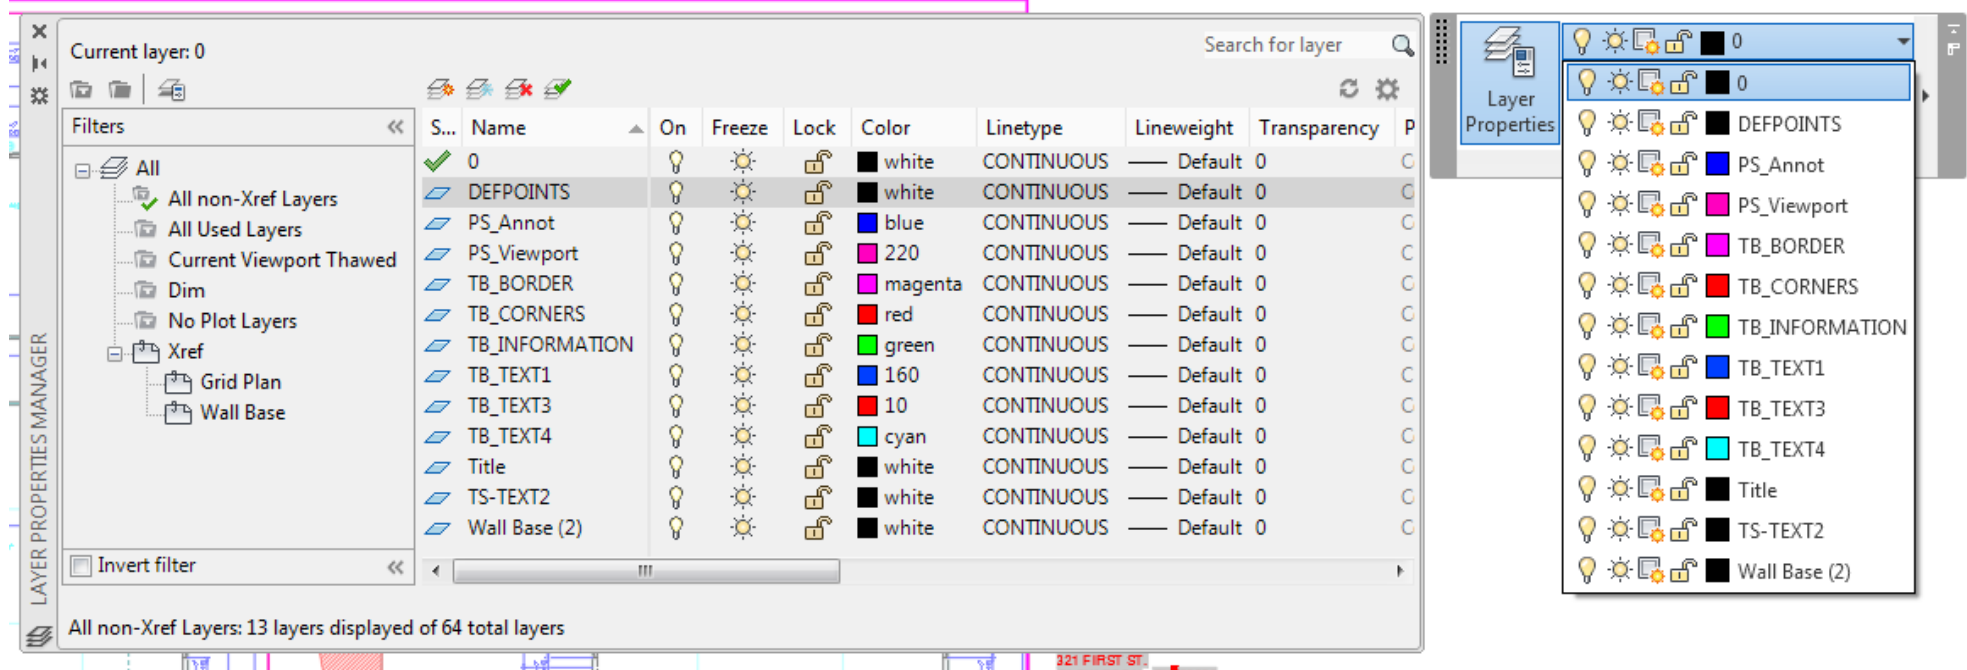 Current layer: 0
Search for layer
Filters
All
All non-Xref Layers
All Used Layers
Current Viewport Thawed
Dim
No Plot Layers
Xref
Grid Plan
Wall Base
Invert filter
S... Name On Freeze Lock Color Linetype Lineweight Transparency P
0 white CONTINUOUS Default 0 C
DEFPOINTS white CONTINUOUS Default 0 C
PS_Annot blue CONTINUOUS Default 0 C
PS_Viewport 220 CONTINUOUS Default 0 C
TB_BORDER magenta CONTINUOUS Default 0 C
TB_CORNERS red CONTINUOUS Default 0 C
TB_INFORMATION green CONTINUOUS Default 0 C
TB_TEXT1 160 CONTINUOUS Default 0 C
TB_TEXT3 10 CONTINUOUS Default 0 C
TB_TEXT4 cyan CONTINUOUS Default 0 C
Title white CONTINUOUS Default 0 C
TS-TEXT2 white CONTINUOUS Default 0 C
Wall Base (2) white CONTINUOUS Default 0 C
All non-Xref Layers: 13 layers displayed of 64 total layers
LAYER PROPERTIES MANAGER
Layer
Properties
0
0
DEFPOINTS
PS_Annot
PS_Viewport
TB_BORDER
TB_CORNERS
TB_INFORMATION
TB_TEXT1
TB_TEXT3
TB_TEXT4
Title
TS-TEXT2
Wall Base (2)
321 FIRST ST.